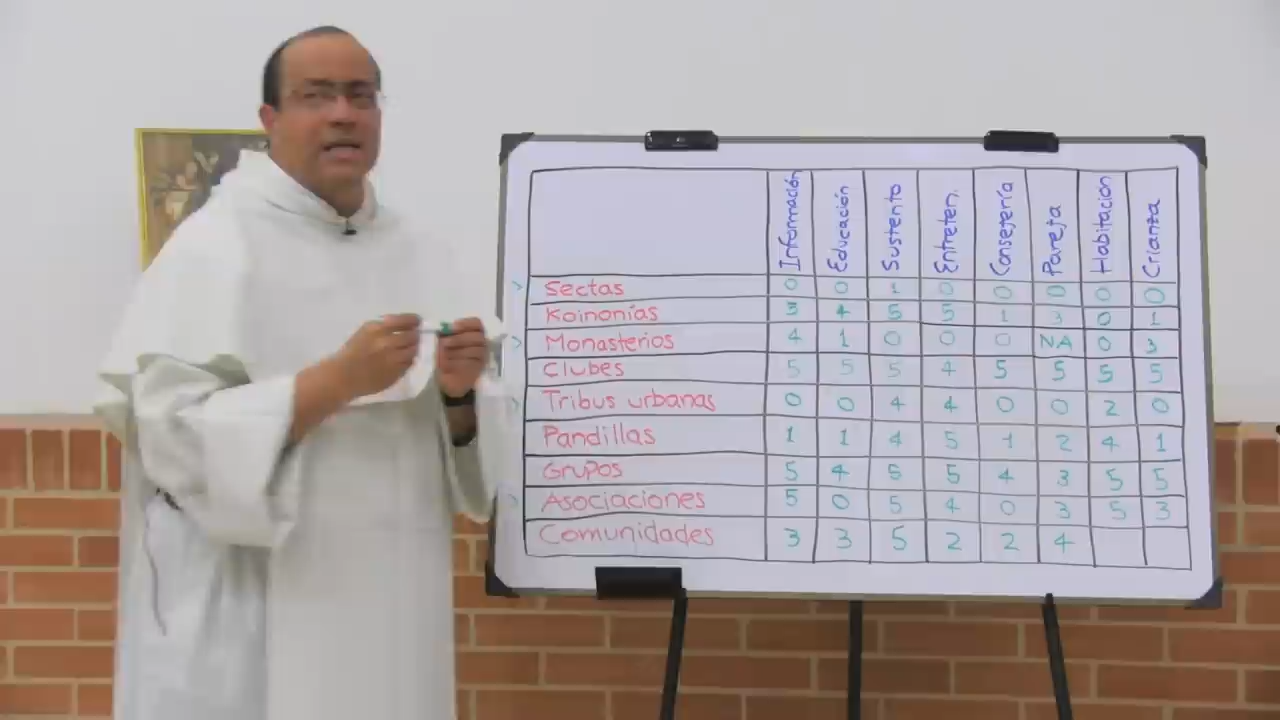 Información Educación Sustento Entreten. Consejería Pareja Habitación Crianza
Sectas 0 0 1 0 0 0 0 0
Koinonías 3 4 5 5 1 3 0 1
Monasterios 4 1 0 0 0 NA 0 3
Clubes 5 5 5 4 5 5 5 5
Tribus urbanas 0 0 4 4 0 0 2 0
Pandillas 1 1 4 5 1 2 4 1
Grupos 5 4 5 5 4 3 5 5
Asociaciones 5 0 5 4 0 3 5 3
Comunidades 3 3 5 2 2 4